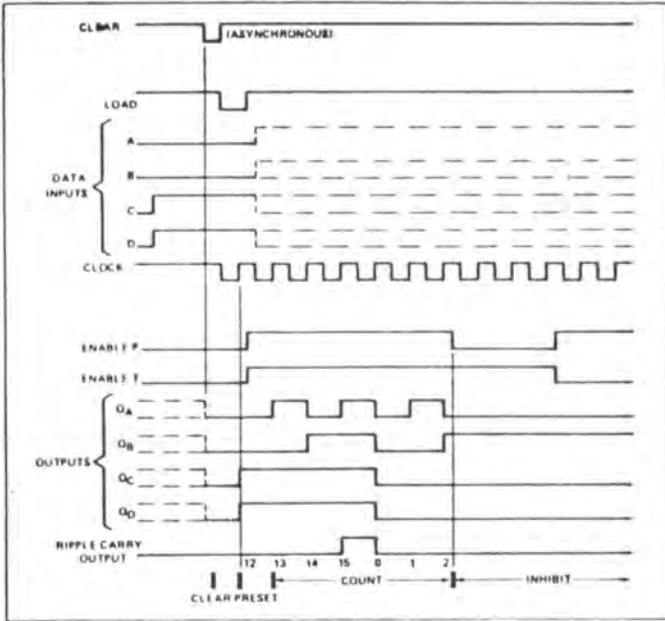 CLEAR
(ASYNCHRONOUS)
LOAD
A
B
DATA
INPUTS
C
D
CLOCK
ENABLE P
ENABLE T
QA
QB
OUTPUTS
QC
QD
RIPPLE CARRY
OUTPUT
12 13 14 15 0 1 2
COUNT INHIBIT
CLEAR PRESET